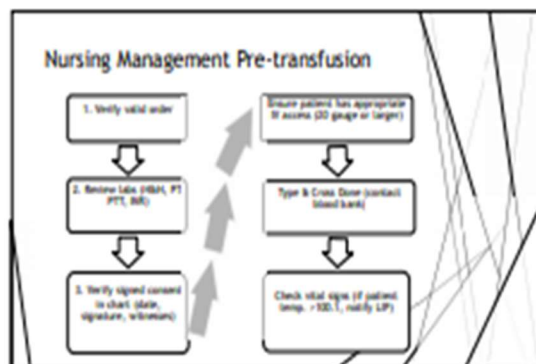 Nursing Management Pre-transfusion
1. Verify valid order
2. Review labs (H&H, PT
PTT, INR)
3. Verify signed consent
in chart (date,
signature, witnesses)
Ensure patient has appropriate
IV access (20 gauge or larger)
Type & Cross Done (contact
blood bank)
Check vital signs (if patient
temp. >100.1, notify LIP)